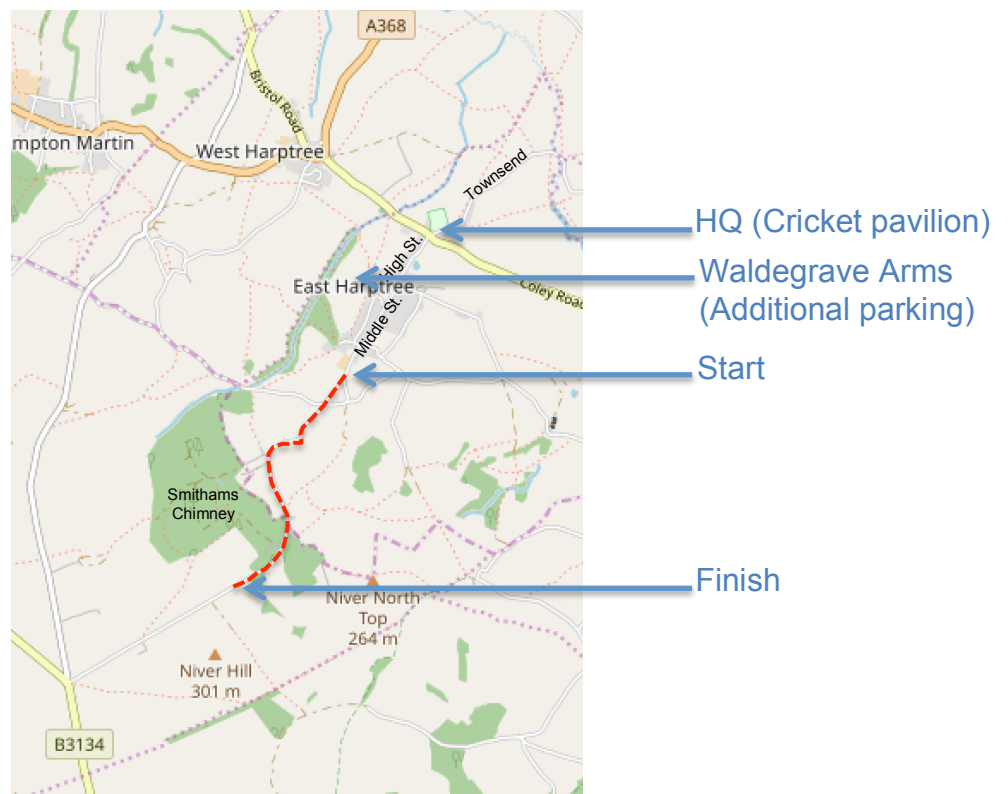 A368
Bristol Road
mpton Martin
West Harptree
Townsend
HQ (Cricket pavilion)
High St.
Waldegrave Arms
(Additional parking)
East Harptree
Coley Road
Middle St.
Start
Smithams
Chimney
Finish
Niver North
Top
264 m
Niver Hill
301 m
B3134